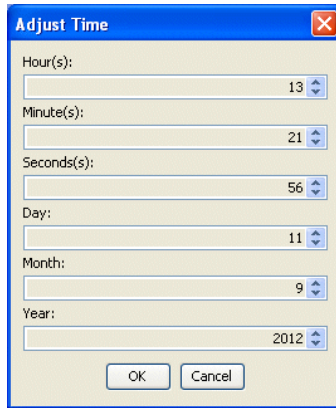 Adjust Time
Hour(s):
13
Minute(s):
21
Seconds(s):
56
Day:
11
Month:
9
Year:
2012
OK Cancel